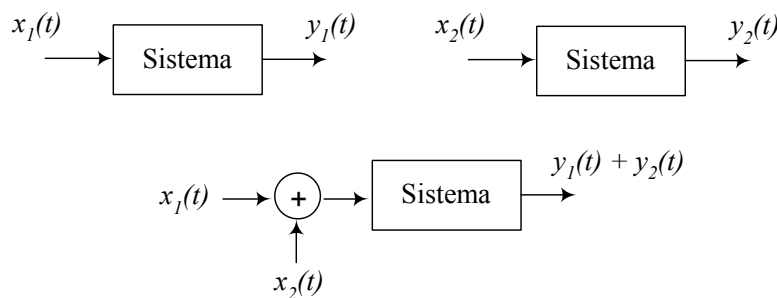 x₁(t) y₁(t) x₂(t) y₂(t)
Sistema Sistema
y₁(t) + y₂(t)
x₁(t) + Sistema
x₂(t)